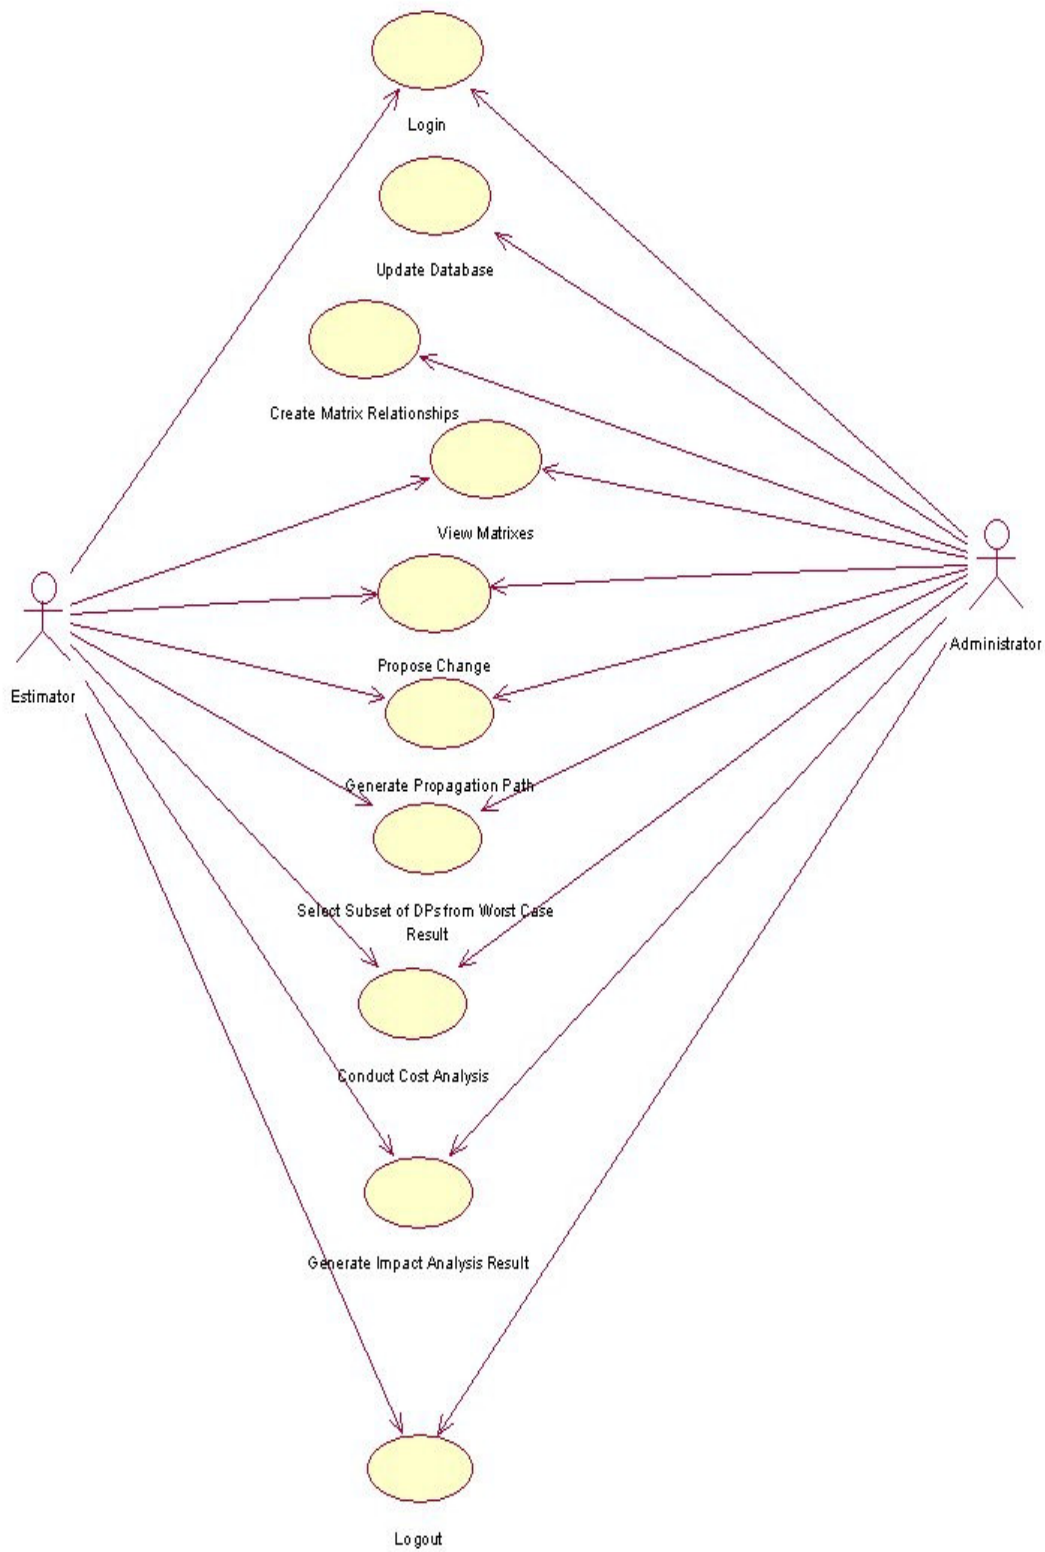 Login
Update Database
Create Matrix Relationships
View Matrixes
Administrator
Propose Change
Estimator
Generate Propagation Path
Select Subset of DPs from Worst Case
Result
Conduct Cost Analysis
Generate Impact Analysis Result
Logout